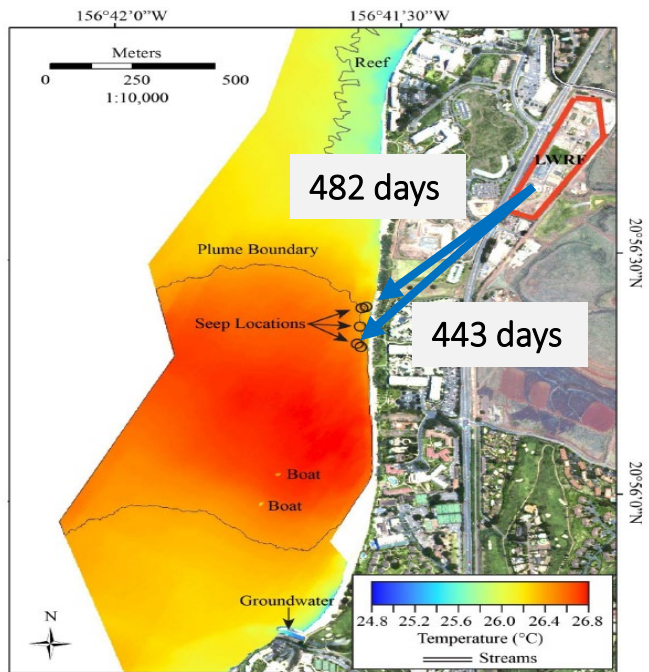 156°42'0"W
156°41'30"W
Meters
0 250 500
1:10,000
Reef
LWRF
482 days
20°56'30"N
Plume Boundary
Seep Locations
443 days
Boat
Boat
20°56'0"N
Groundwater
N
24.8 25.2 25.6 26.0 26.4 26.8
Temperature (°C)
Streams